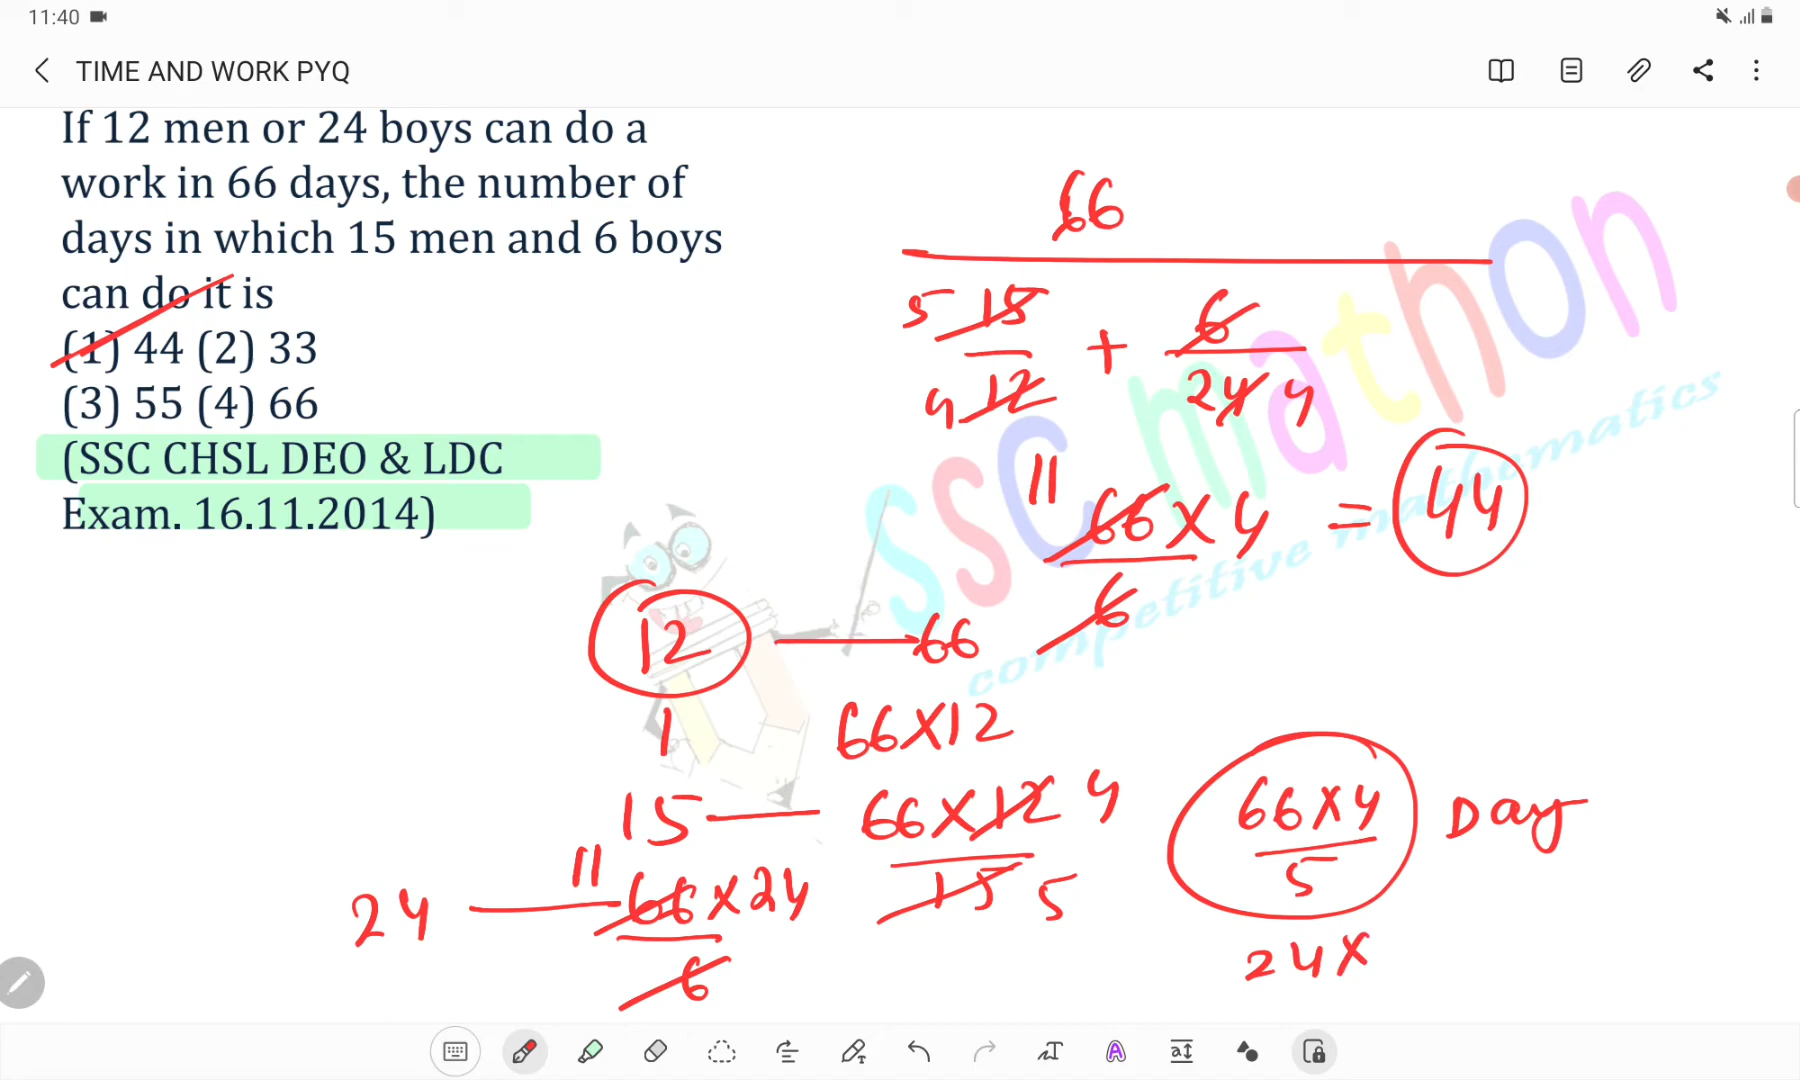 11:40
TIME AND WORK PYQ
If 12 men or 24 boys can do a
work in 66 days, the number of
days in which 15 men and 6 boys
can do it is
(1) 44 (2) 33
(3) 55 (4) 66
(SSC CHSL DEO & LDC
Exam. 16.11.2014)
66
5 15 6
+
4 12 24 4
11
66 x 4 = 44
6
12 66
1 66x12
15 66x12 4 66x4 Day
15 5 5
11
24 66x24
6
24x
ssc mathon
competitive mathematics